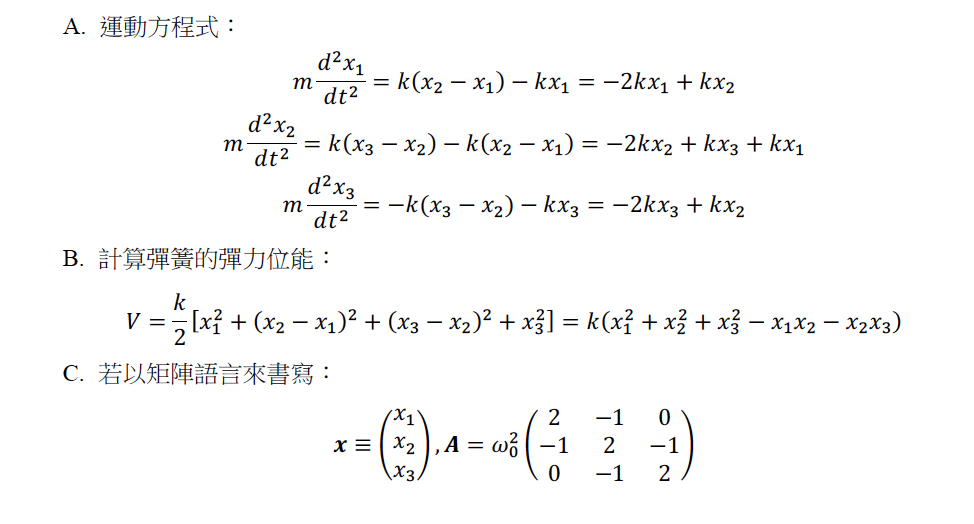 A. 運動方程式：
m d²x₁/dt² = k(x₂ − x₁) − kx₁ = −2kx₁ + kx₂
m d²x₂/dt² = k(x₃ − x₂) − k(x₂ − x₁) = −2kx₂ + kx₃ + kx₁
m d²x₃/dt² = −k(x₃ − x₂) − kx₃ = −2kx₃ + kx₂
B. 計算彈簧的彈力位能：
V = k/2 [x₁² + (x₂ − x₁)² + (x₃ − x₂)² + x₃²] = k(x₁² + x₂² + x₃² − x₁x₂ − x₂x₃)
C. 若以矩陣語言來書寫：
x ≡ (x₁ x₂ x₃), A = ω₀² (2 −1 0 −1 2 −1 0 −1 2)